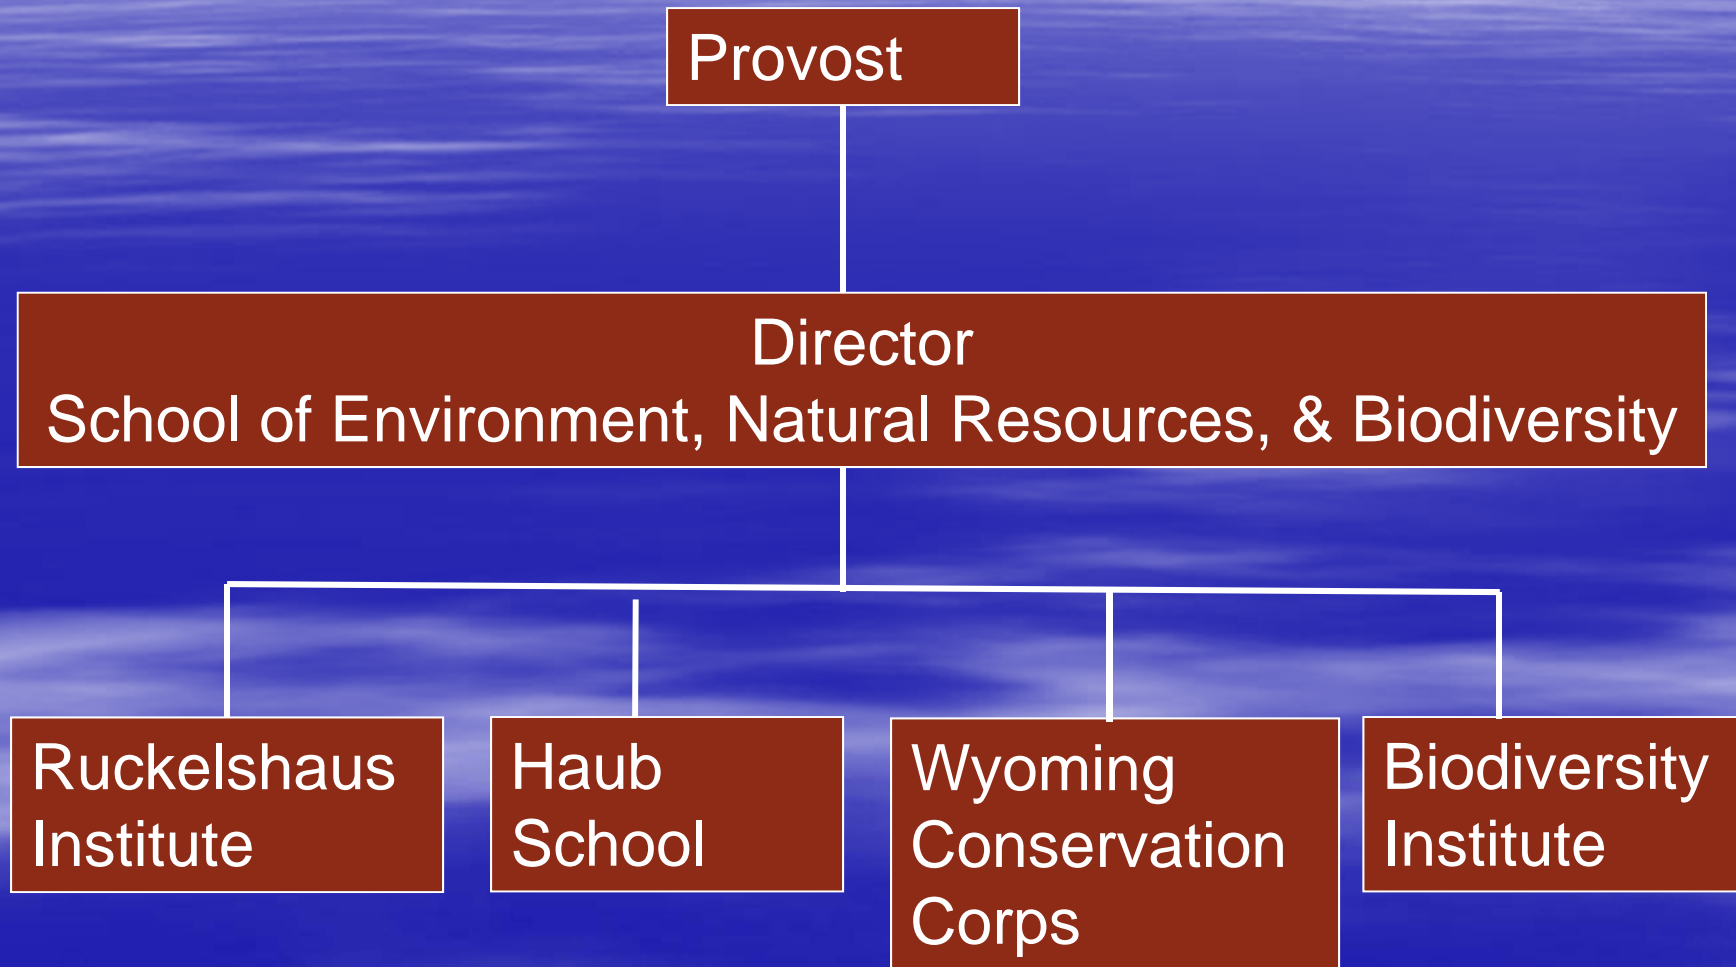 Provost
Director
School of Environment, Natural Resources, & Biodiversity
Ruckelshaus
Institute
Haub
School
Wyoming
Conservation
Corps
Biodiversity
Institute